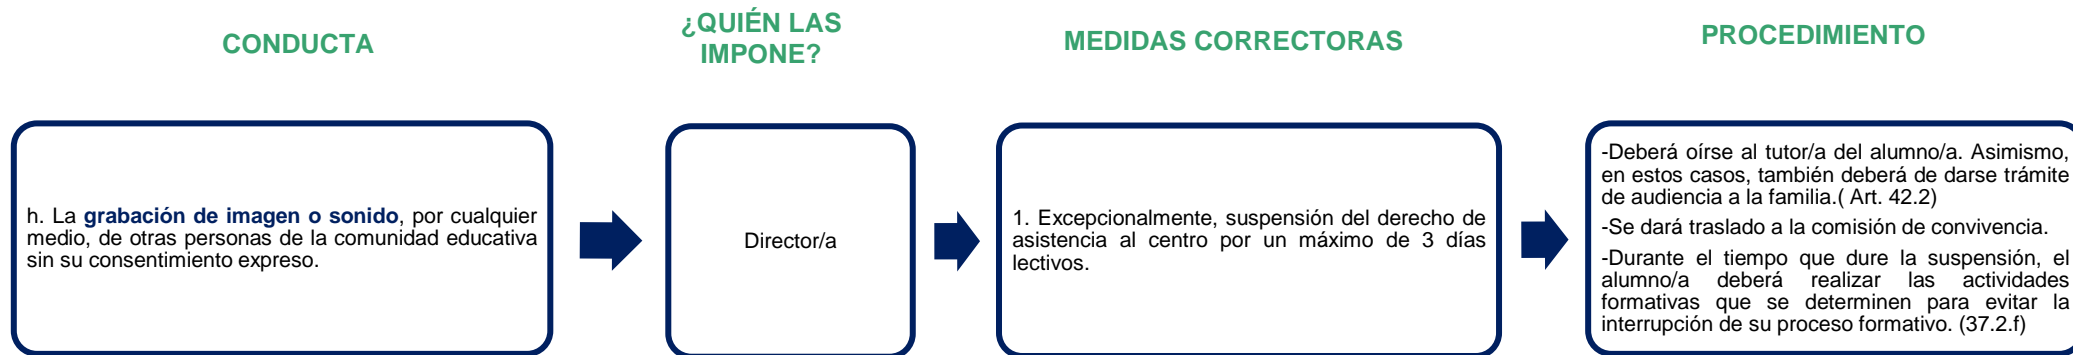 CONDUCTA
¿QUIÉN LAS
IMPONE?
MEDIDAS CORRECTORAS
PROCEDIMIENTO
h. La grabación de imagen o sonido, por cualquier
medio, de otras personas de la comunidad educativa
sin su consentimiento expreso.
Director/a
1. Excepcionalmente, suspensión del derecho de
asistencia al centro por un máximo de 3 días
lectivos.
-Deberá oírse al tutor/a del alumno/a. Asimismo,
en estos casos, también deberá de darse trámite
de audiencia a la familia.( Art. 42.2)
-Se dará traslado a la comisión de convivencia.
-Durante el tiempo que dure la suspensión, el
alumno/a deberá realizar las actividades
formativas que se determinen para evitar la
interrupción de su proceso formativo. (37.2.f)